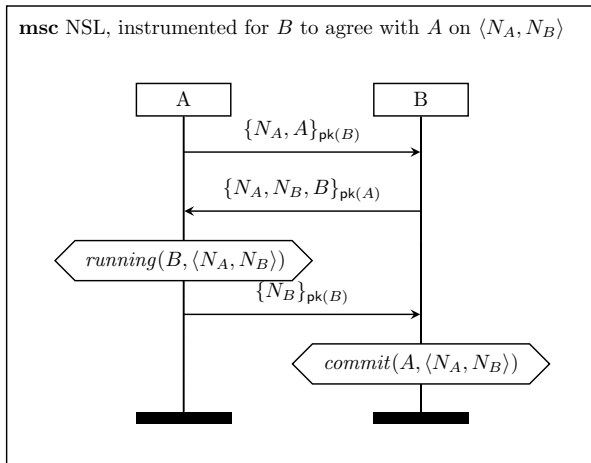 msc NSL, instrumented for B to agree with A on ⟨N_A, N_B⟩
A
B
{N_A, A}_pk(B)
{N_A, N_B, B}_pk(A)
running(B, ⟨N_A, N_B⟩)
{N_B}_pk(B)
commit(A, ⟨N_A, N_B⟩)